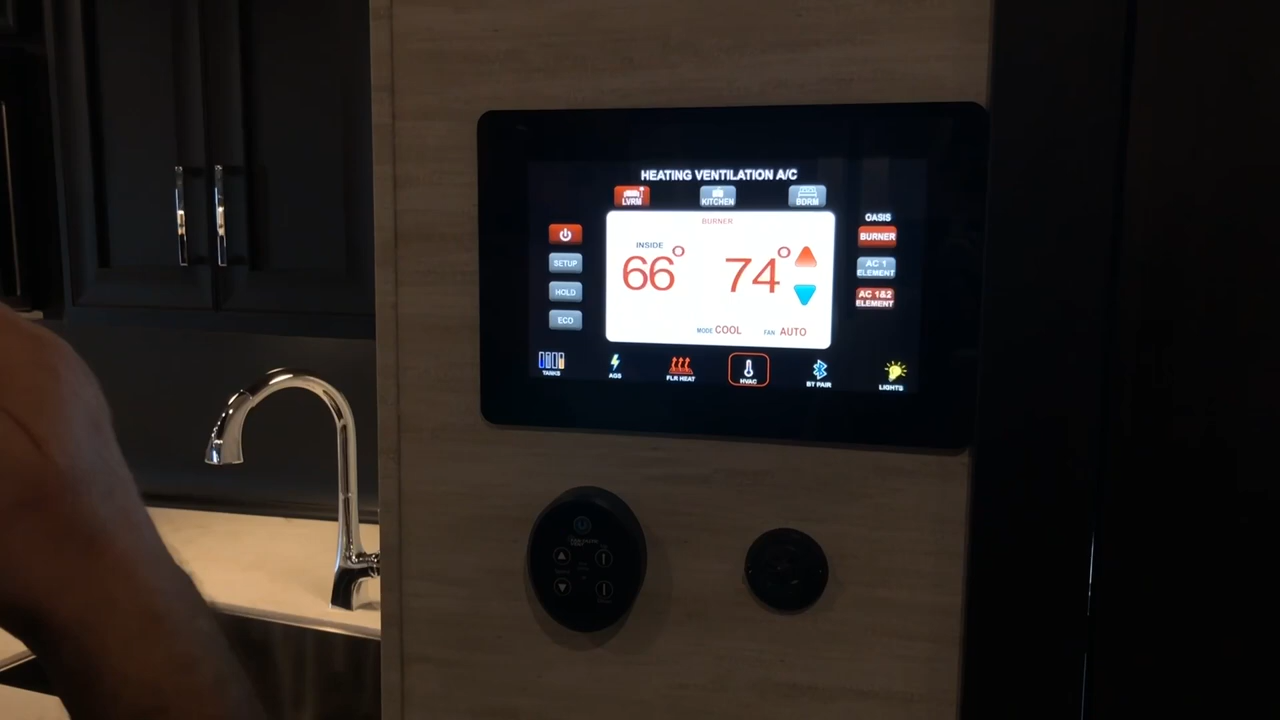 HEATING VENTILATION A/C
LVRM
KITCHEN
BDRM
OASIS
BURNER
BURNER
SETUP
INSIDE
66°
74°
AC 1
ELEMENT
HOLD
AC 1&2
ELEMENT
ECO
MODE COOL FAN AUTO
TANKS
AGS
FLR HEAT
HVAC
BT PAIR
LIGHTS